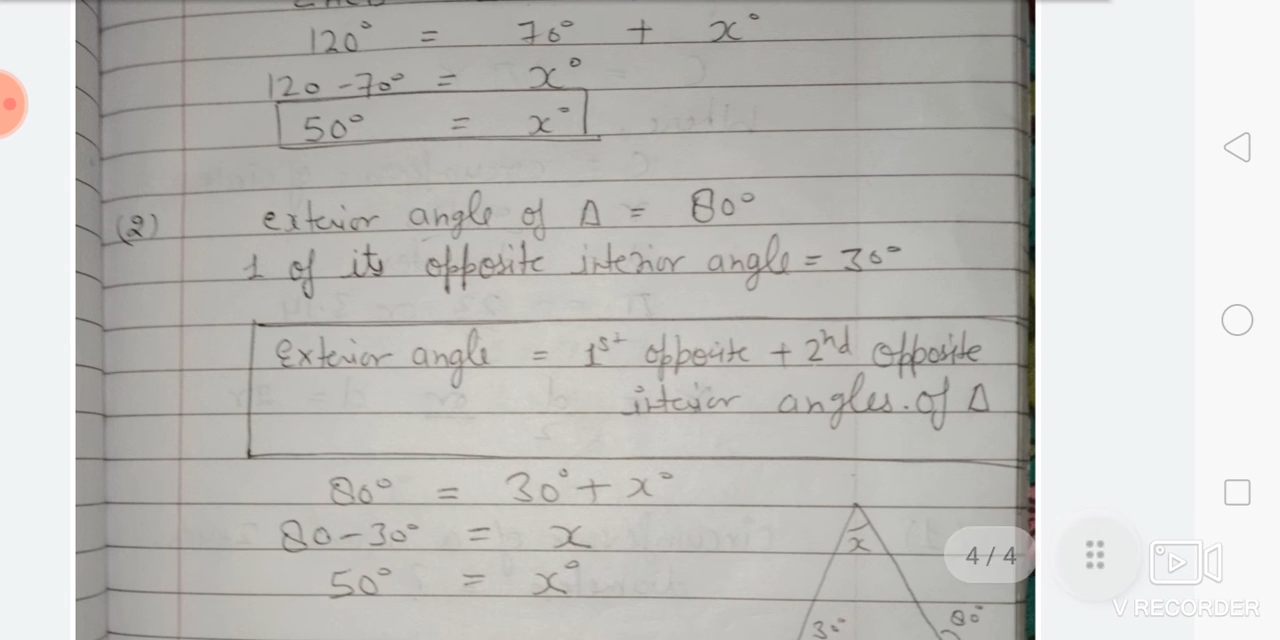 120° = 70° + x°
120 - 70° = x°
50° = x°
(2) exterior angle of Δ = 80°
1 of its opposite interior angle = 30°
Exterior angle = 1st opposite + 2nd opposite
interior angles. of Δ
80° = 30° + x°
80 - 30° = x
50° = x°
x
4/4
V RECORDER
30°
80°